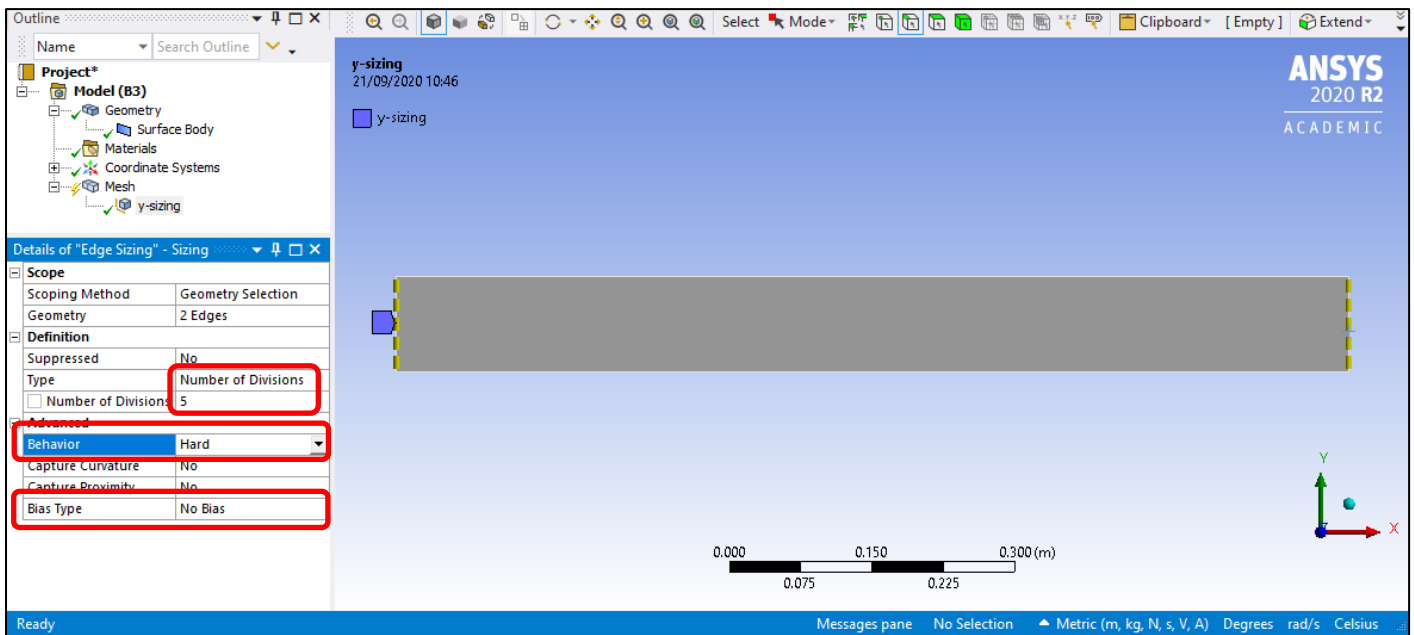 Outline
Select Mode Clipboard [ Empty ] Extend
Name Search Outline
Project*
Model (B3)
Geometry
Surface Body
Materials
Coordinate Systems
Mesh
y-sizing
Details of "Edge Sizing" - Sizing
Scope
Scoping Method Geometry Selection
Geometry 2 Edges
Definition
Suppressed No
Type Number of Divisions
Number of Divisions 5
Advanced
Behavior Hard
Capture Curvature No
Capture Proximity No
Bias Type No Bias
y-sizing
21/09/2020 10:46
y-sizing
ANSYS
2020 R2
ACADEMIC
Y
X
0.000 0.150 0.300 (m)
0.075 0.225
Ready Messages pane No Selection Metric (m, kg, N, s, V, A) Degrees rad/s Celsius